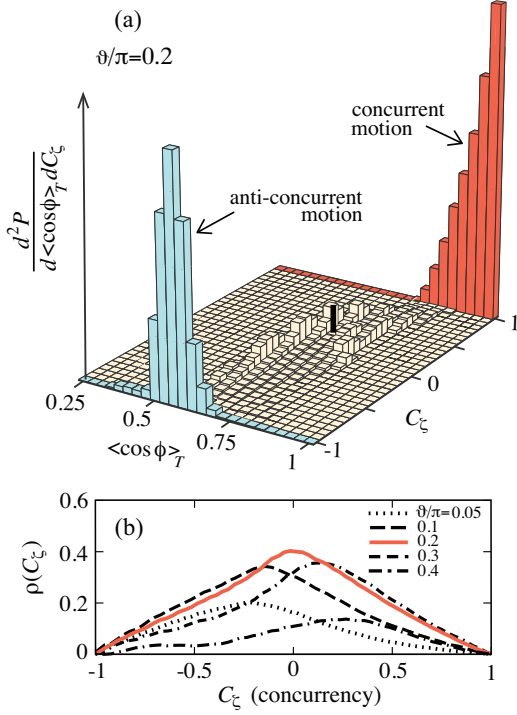 (a)
ϑ/π=0.2
concurrent
motion
anti-concurrent
motion
d²P
d <cosϕ>_T dC_ζ
0.25
0.5
0.75
1
<cosϕ>_T
-1
0
1
C_ζ
(b)
ϑ/π=0.05
0.1
0.2
0.3
0.4
0.6
0.4
0.2
0
ρ(C_ζ)
-1
-0.5
0
0.5
1
C_ζ (concurrency)